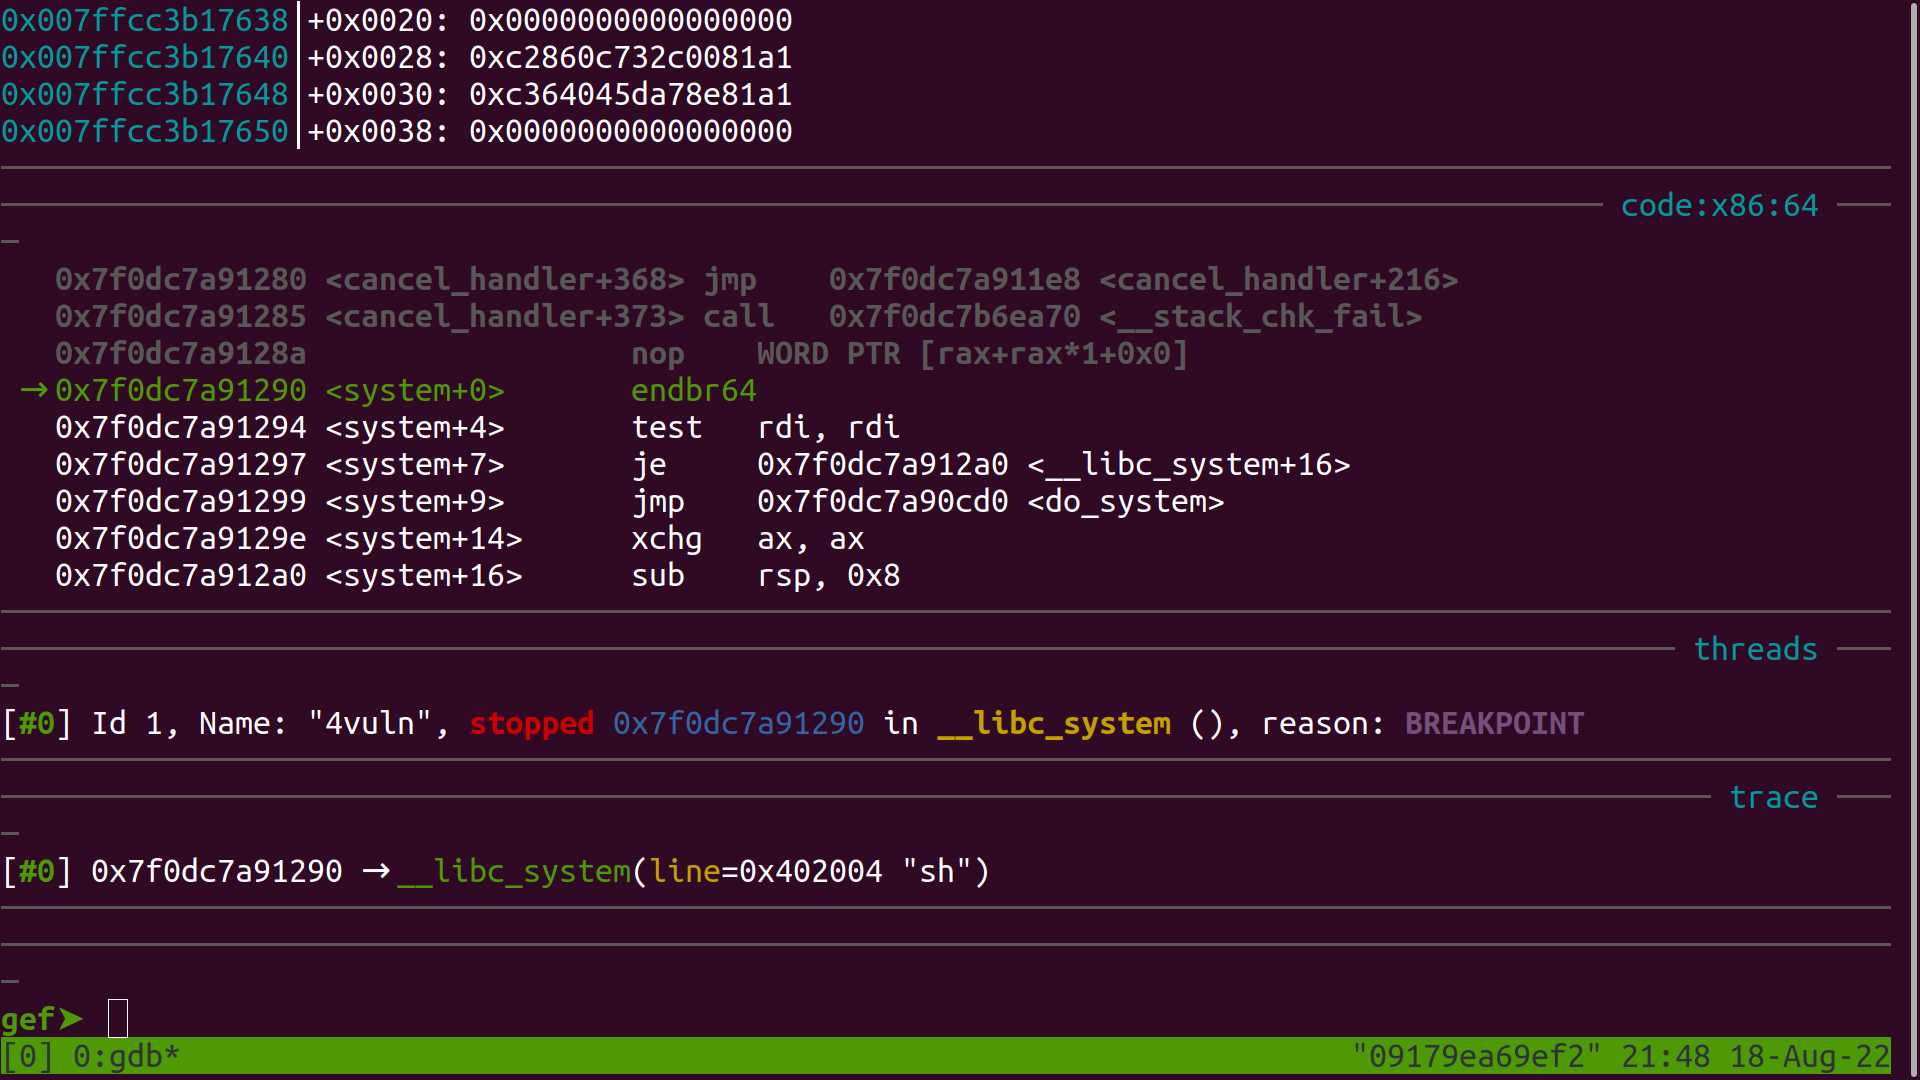 0x007ffcc3b17638│+0x0020: 0x0000000000000000
0x007ffcc3b17640│+0x0028: 0xc2860c732c0081a1
0x007ffcc3b17648│+0x0030: 0xc364045da78e81a1
0x007ffcc3b17650│+0x0038: 0x0000000000000000
code:x86:64
0x7f0dc7a91280 <cancel_handler+368> jmp    0x7f0dc7a911e8 <cancel_handler+216>
0x7f0dc7a91285 <cancel_handler+373> call   0x7f0dc7b6ea70 <__stack_chk_fail>
0x7f0dc7a9128a                  nop    WORD PTR [rax+rax*1+0x0]
→ 0x7f0dc7a91290 <system+0>       endbr64
0x7f0dc7a91294 <system+4>       test   rdi, rdi
0x7f0dc7a91297 <system+7>       je     0x7f0dc7a912a0 <__libc_system+16>
0x7f0dc7a91299 <system+9>       jmp    0x7f0dc7a90cd0 <do_system>
0x7f0dc7a9129e <system+14>      xchg   ax, ax
0x7f0dc7a912a0 <system+16>      sub    rsp, 0x8
threads
[#0] Id 1, Name: "4vuln", stopped 0x7f0dc7a91290 in __libc_system (), reason: BREAKPOINT
trace
[#0] 0x7f0dc7a91290 → __libc_system(line=0x402004 "sh")
gef➤
[0] 0:gdb* "09179ea69ef2" 21:48 18-Aug-22